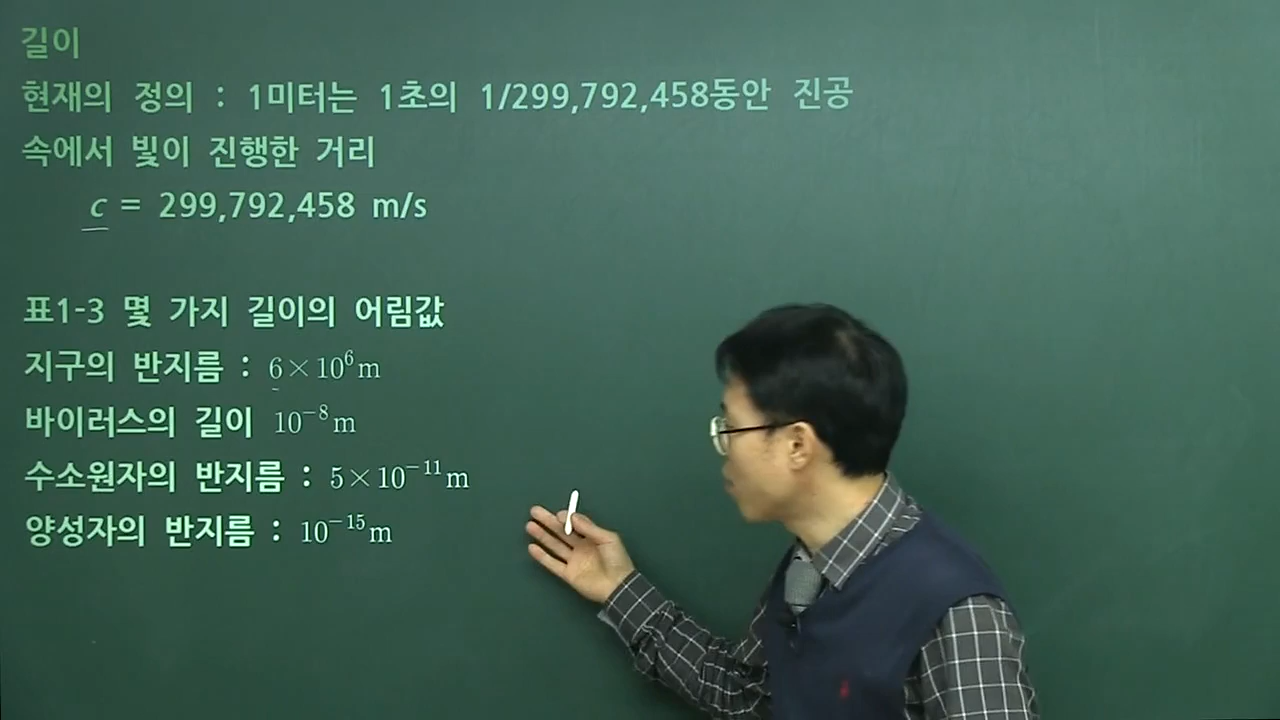 길이
현재의 정의 : 1미터는 1초의 1/299,792,458동안 진공
속에서 빛이 진행한 거리
c = 299,792,458 m/s
표1-3 몇 가지 길이의 어림값
지구의 반지름 : 6×10⁶m
바이러스의 길이 10⁻⁸m
수소원자의 반지름 : 5×10⁻¹¹m
양성자의 반지름 : 10⁻¹⁵m